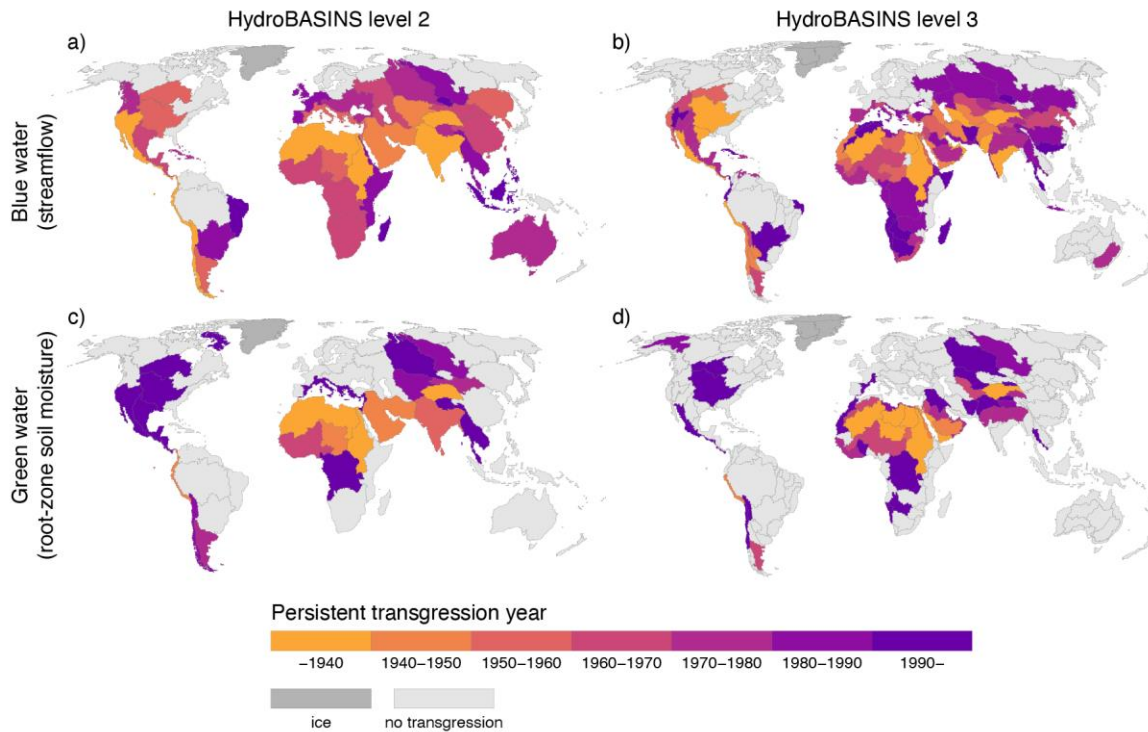 HydroBASINS level 2
HydroBASINS level 3
a)
b)
Blue water
(streamflow)
c)
d)
Green water
(root-zone soil moisture)
Persistent transgression year
−1940
1940−1950
1950−1960
1960−1970
1970−1980
1980−1990
1990−
ice
no transgression